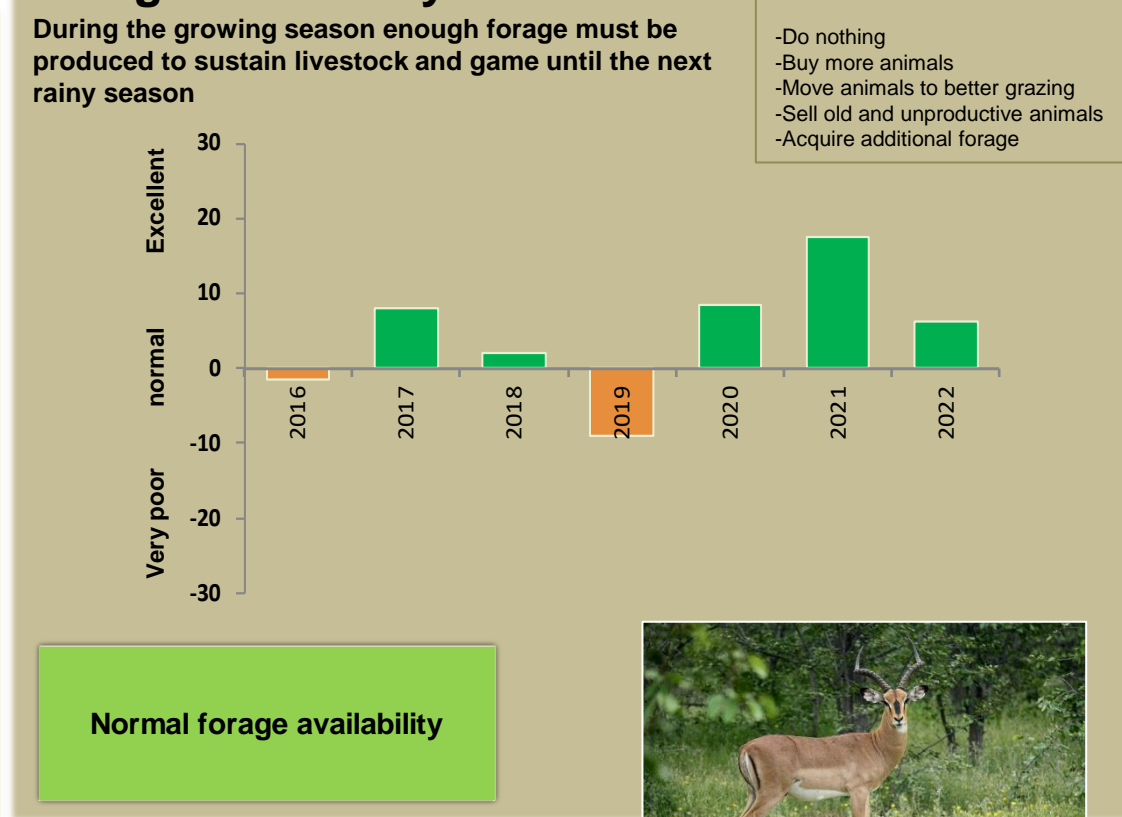 During the growing season enough forage must be
produced to sustain livestock and game until the next
rainy season
-Do nothing
-Buy more animals
-Move animals to better grazing
-Sell old and unproductive animals
-Acquire additional forage
Excellent
normal
Very poor
30
20
10
0
-10
-20
-30
2016
2017
2018
2019
2020
2021
2022
Normal forage availability